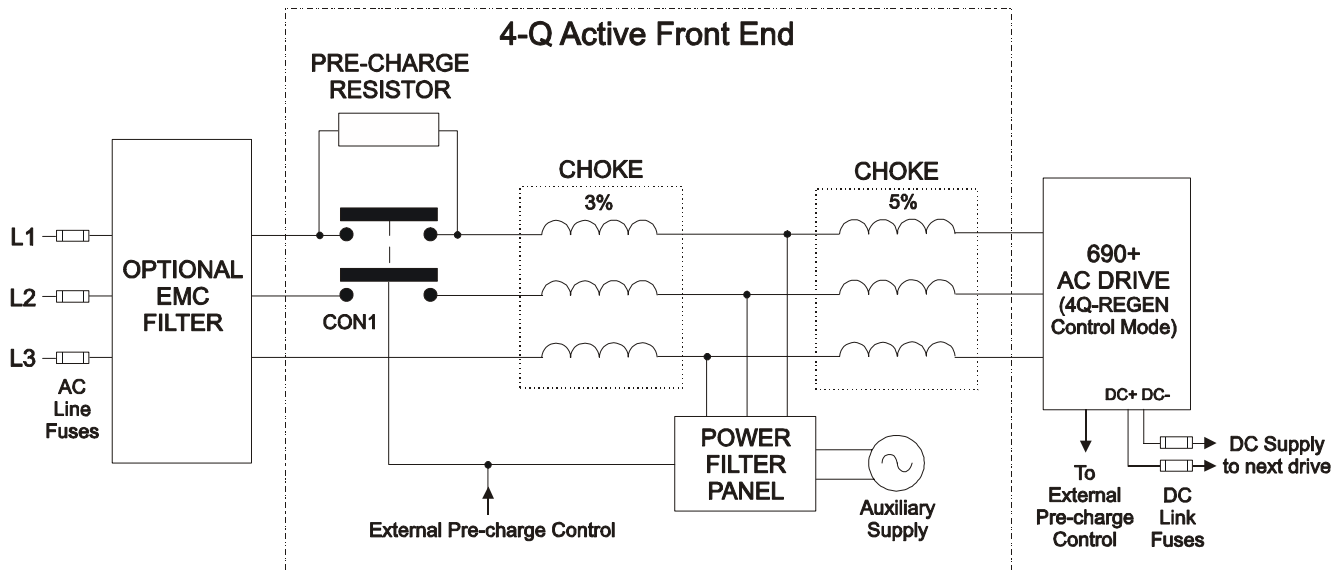 4-Q Active Front End
PRE-CHARGE
RESISTOR
CHOKE
3%
CHOKE
5%
L1
L2
L3
AC
Line
Fuses
OPTIONAL
EMC
FILTER
CON1
690+
AC DRIVE
(4Q-REGEN
Control Mode)
DC+ DC-
POWER
FILTER
PANEL
Auxiliary
Supply
External Pre-charge Control
To
External
Pre-charge
Control
DC
Link
Fuses
DC Supply
to next drive